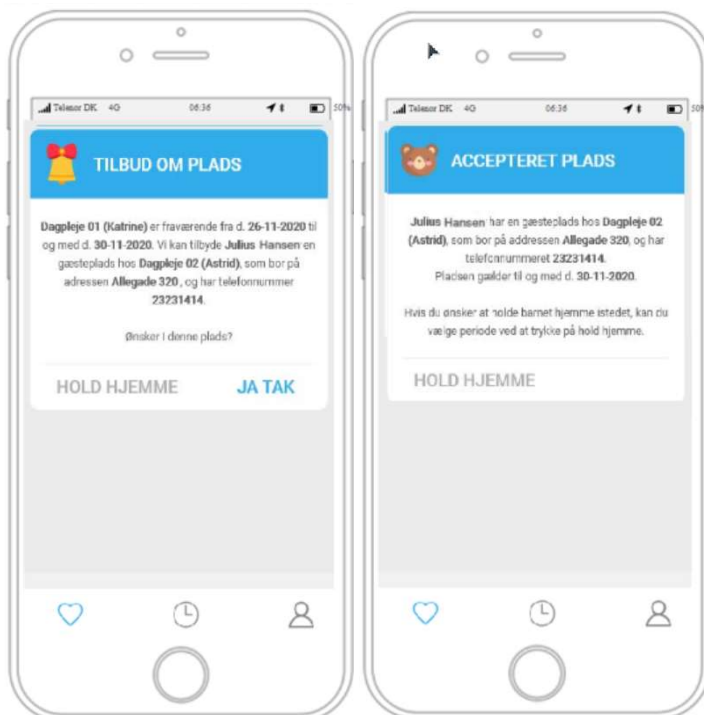 Telenor DK 4G 06:36 50%
TILBUD OM PLADS
Dagpleje 01 (Katrine) er fraværende fra d. 26-11-2020 til
og med d. 30-11-2020. Vi kan tilbyde Julius Hansen en
gæsteplads hos Dagpleje 02 (Astrid), som bor på
adressen Allegade 320 , og har telefonnummer
23231414.
Ønsker I denne plads?
HOLD HJEMME JA TAK
Telenor DK 4G 06:36 50%
ACCEPTERET PLADS
Julius Hansen har en gæsteplads hos Dagpleje 02
(Astrid), som bor på addressen Allegade 320, og har
telefonnummeret 23231414.
Pladsen gælder til og med d. 30-11-2020.
Hvis du ønsker at holde barnet hjemme istedet, kan du
vælge periode ved at trykke på hold hjemme.
HOLD HJEMME